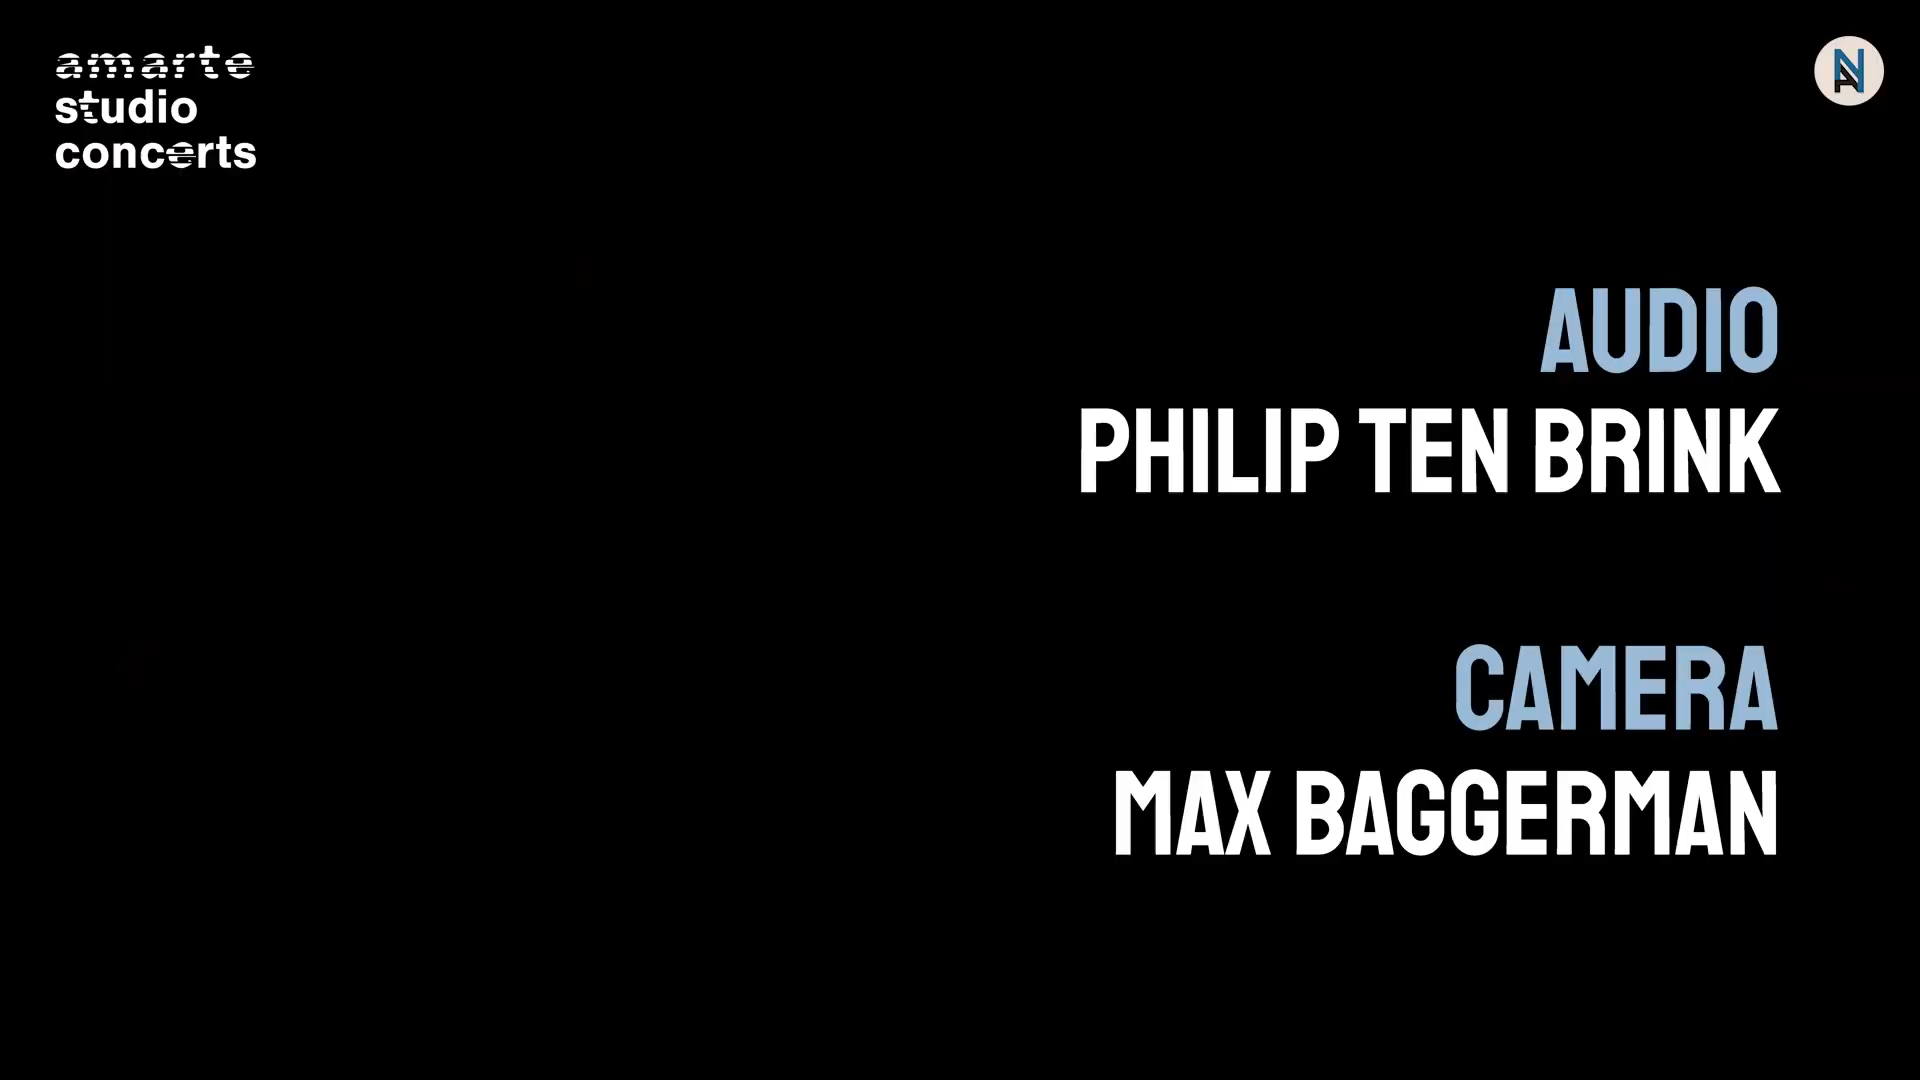 amarte
studio
concerts
AUDIO
PHILIP TEN BRINK
CAMERA
MAX BAGGERMAN